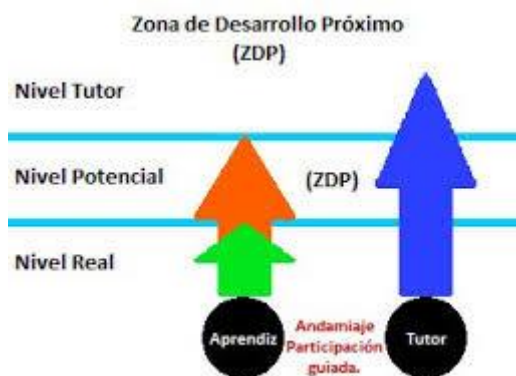 Zona de Desarrollo Próximo
(ZDP)
Nivel Tutor
Nivel Potencial
(ZDP)
Nivel Real
Aprendiz
Andamiaje
Participación
guiada.
Tutor